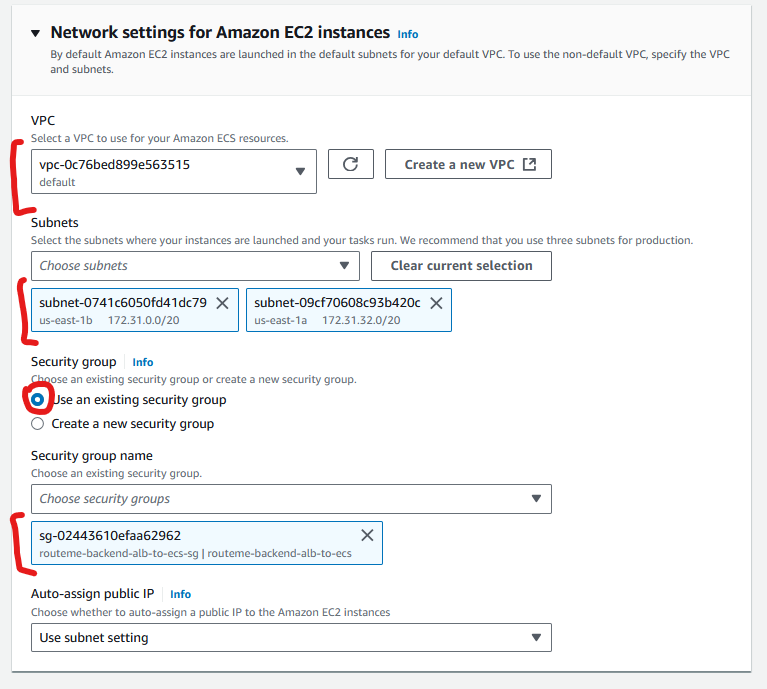 Network settings for Amazon EC2 instances Info
By default Amazon EC2 instances are launched in the default subnets for your default VPC. To use the non-default VPC, specify the VPC
and subnets.
VPC
Select a VPC to use for your Amazon ECS resources.
vpc-0c76bed899e563515
default
Create a new VPC
Subnets
Select the subnets where your instances are launched and your tasks run. We recommend that you use three subnets for production.
Choose subnets
Clear current selection
subnet-0741c6050fd41dc79 subnet-09cf70608c93b420c
us-east-1b 172.31.0.0/20 us-east-1a 172.31.32.0/20
Security group Info
Choose an existing security group or create a new security group.
Use an existing security group
Create a new security group
Security group name
Choose an existing security group.
Choose security groups
sg-02443610efaa62962
routeme-backend-alb-to-ecs-sg | routeme-backend-alb-to-ecs
Auto-assign public IP Info
Choose whether to auto-assign a public IP to the Amazon EC2 instances
Use subnet setting